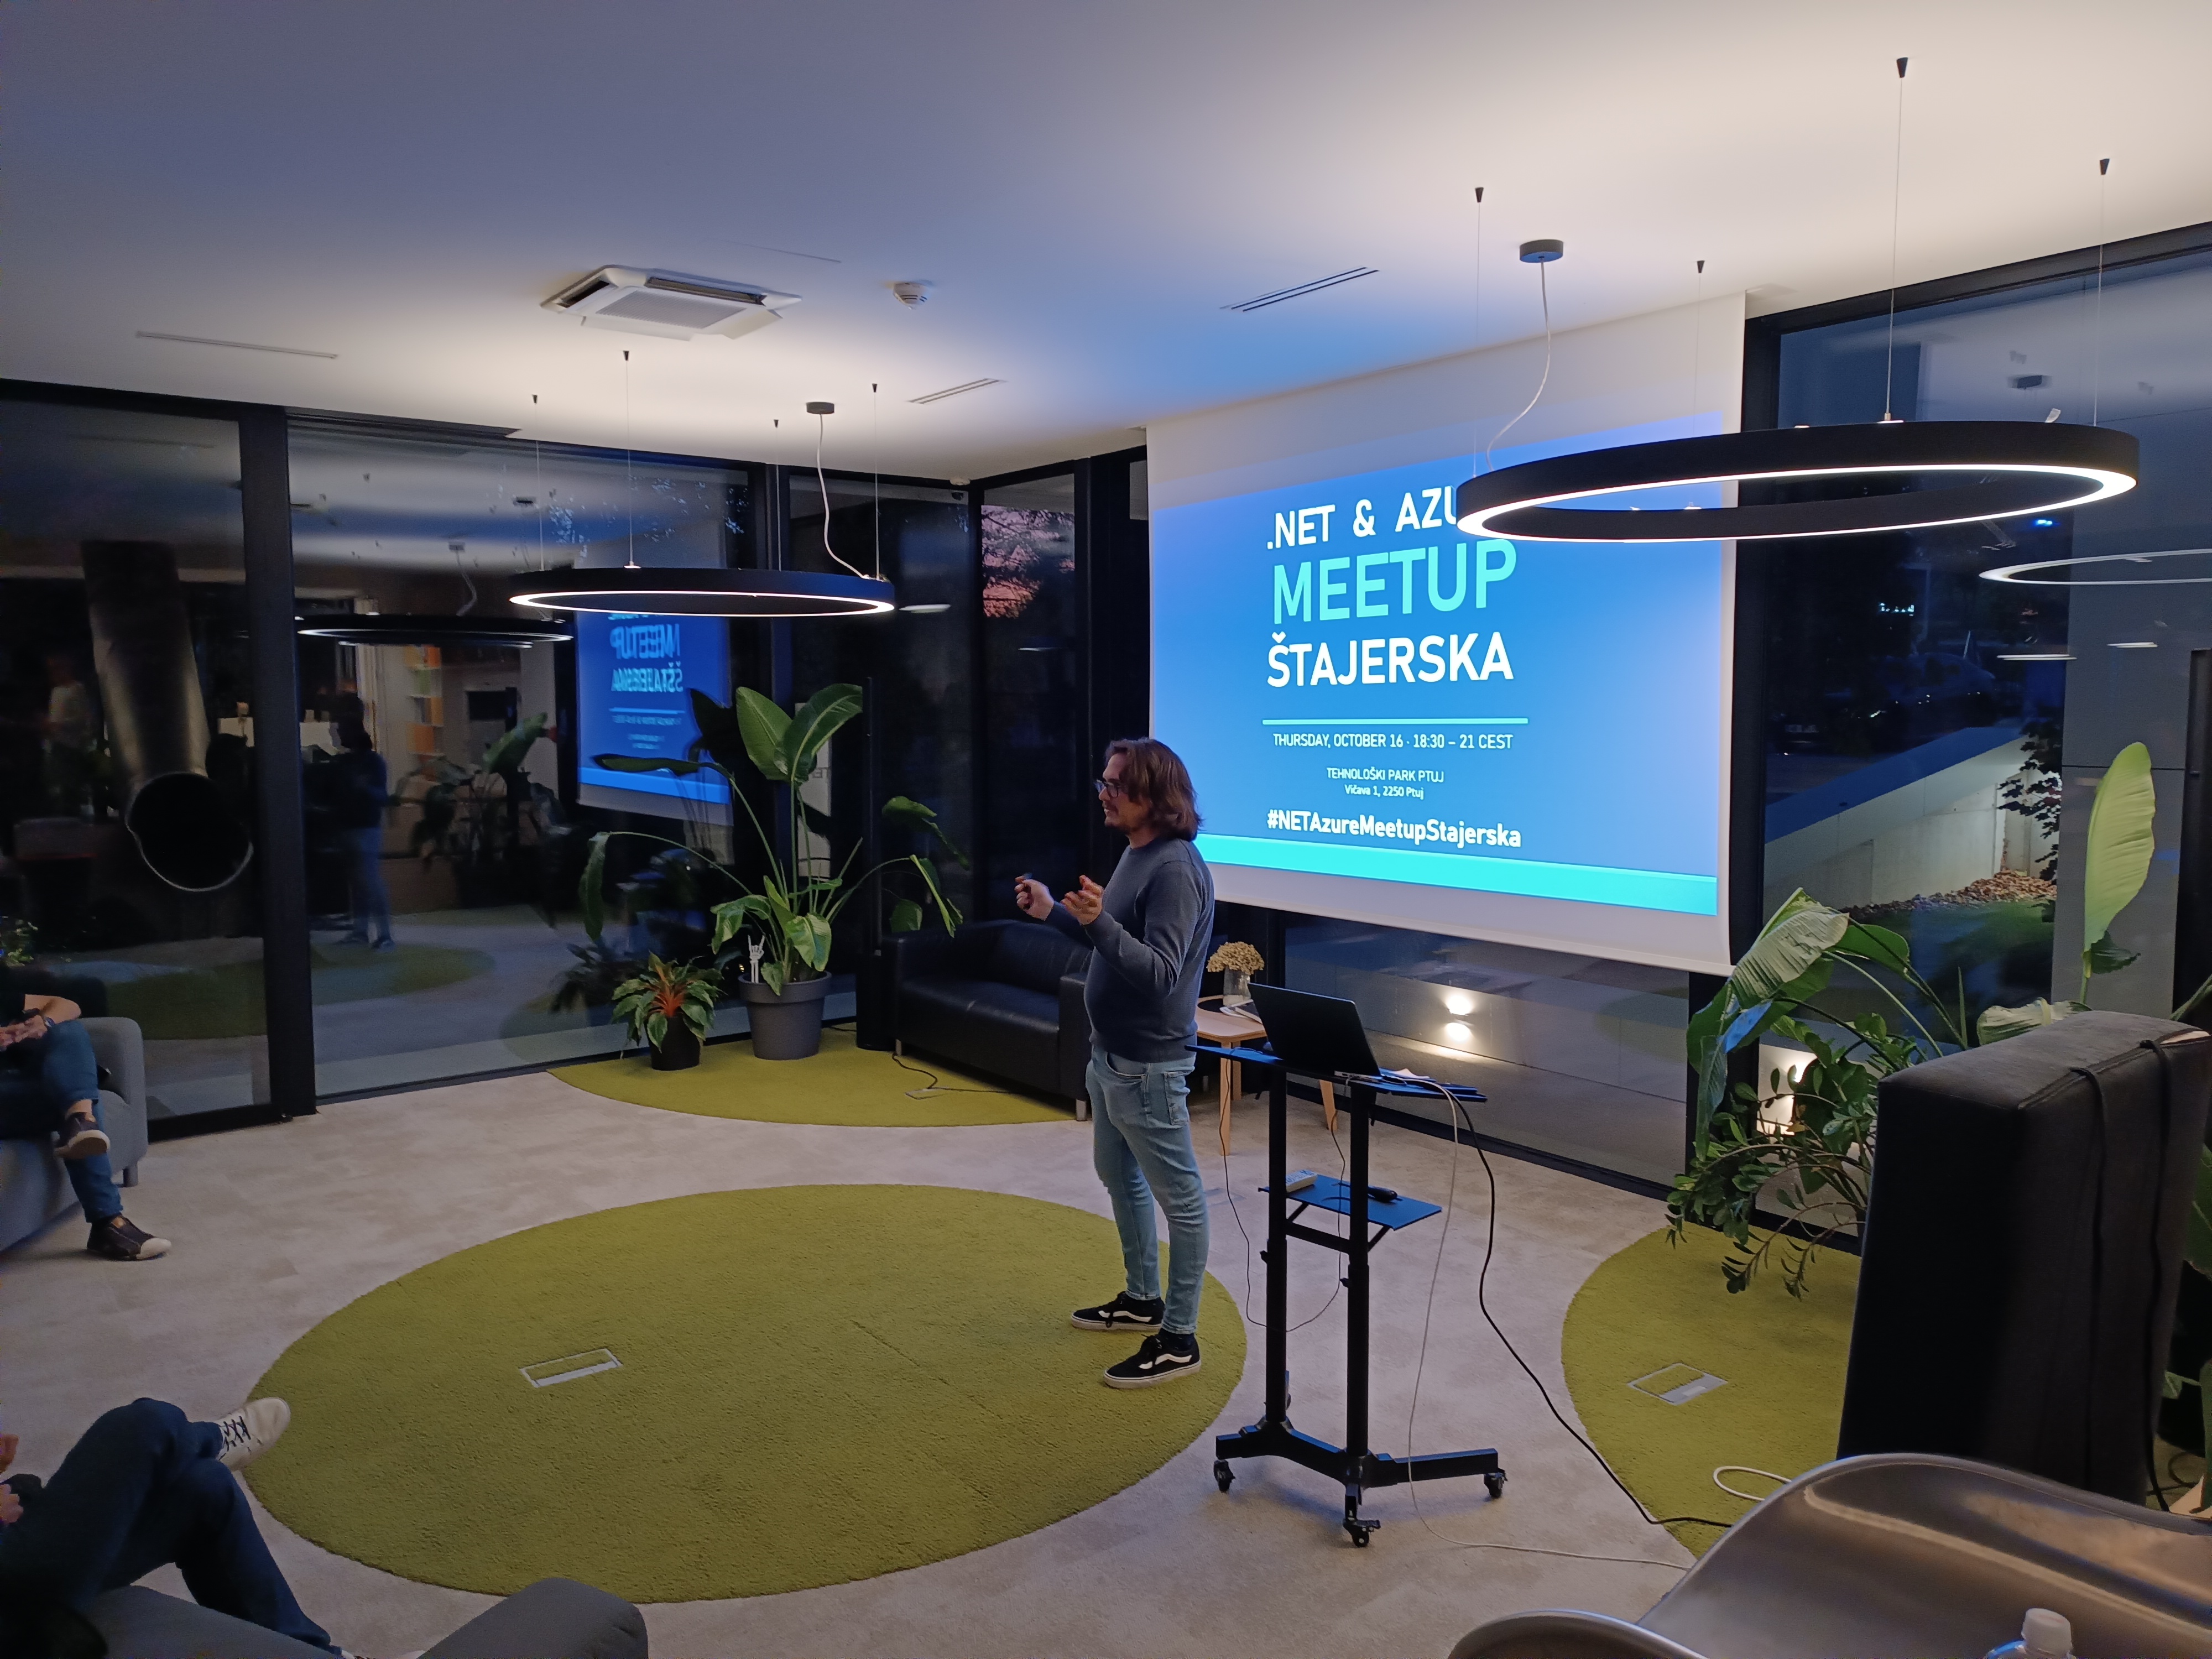 .NET & AZU
MEETUP
ŠTAJERSKA
THURSDAY, OCTOBER 16 · 18:30 – 21 CEST
TEHNOLOŠKI PARK PTUJ
Vičava 1, 2250 Ptuj
#NETAzureMeetupStajerska